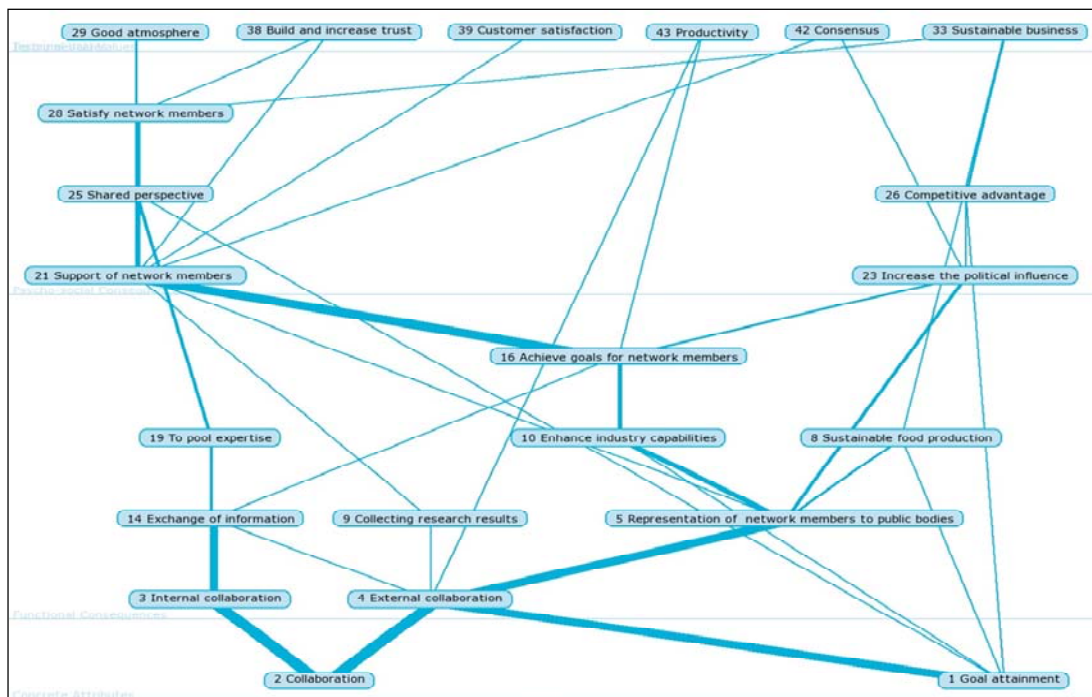 29 Good atmosphere
38 Build and increase trust
39 Customer satisfaction
43 Productivity
42 Consensus
33 Sustainable business
28 Satisfy network members
25 Shared perspective
26 Competitive advantage
21 Support of network members
23 Increase the political influence
Psycho-social
16 Achieve goals for network members
19 To pool expertise
10 Enhance industry capabilities
8 Sustainable food production
14 Exchange of information
9 Collecting research results
5 Representation of network members to public bodies
3 Internal collaboration
4 External collaboration
Functional Consequences
2 Collaboration
1 Goal attainment
Concrete Attributes